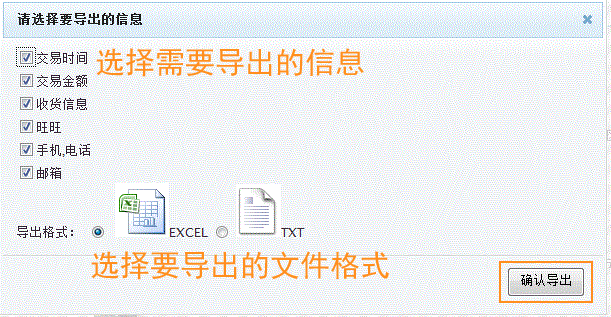 请选择要导出的信息
交易时间
选择需要导出的信息
交易金额
收货信息
旺旺
手机,电话
邮箱
导出格式： EXCEL TXT
选择要导出的文件格式
确认导出